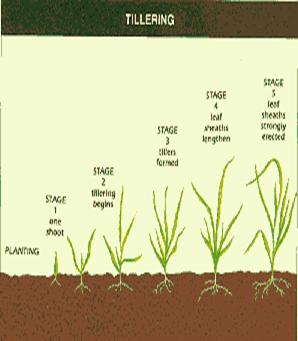 TILLERING
STAGE
1
one
shoot
STAGE
2
tillering
begins
STAGE
3
tillers
formed
STAGE
4
leaf
sheaths
lengthen
STAGE
5
leaf
sheaths
strongly
erected
PLANTING